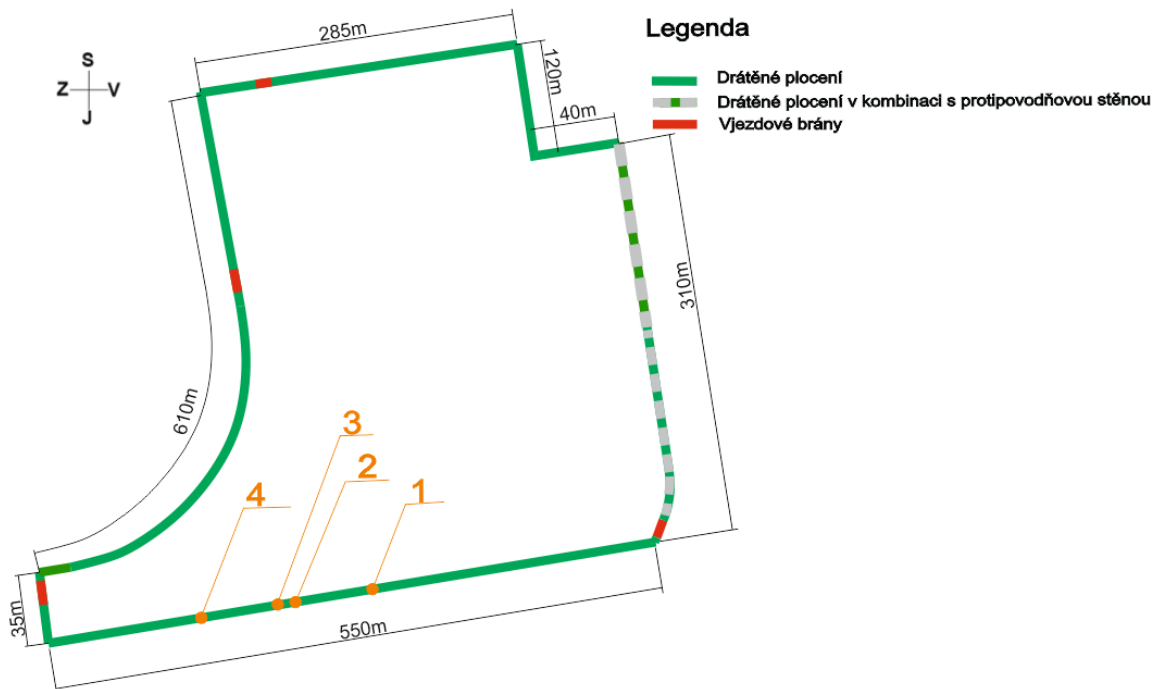 285m
Legenda
S
Z V
J
120m
Drátěné plocení
40m
Drátěné plocení v kombinaci s protipovodňovou stěnou
Vjezdové brány
310m
610m
3
2
1
4
35m
550m